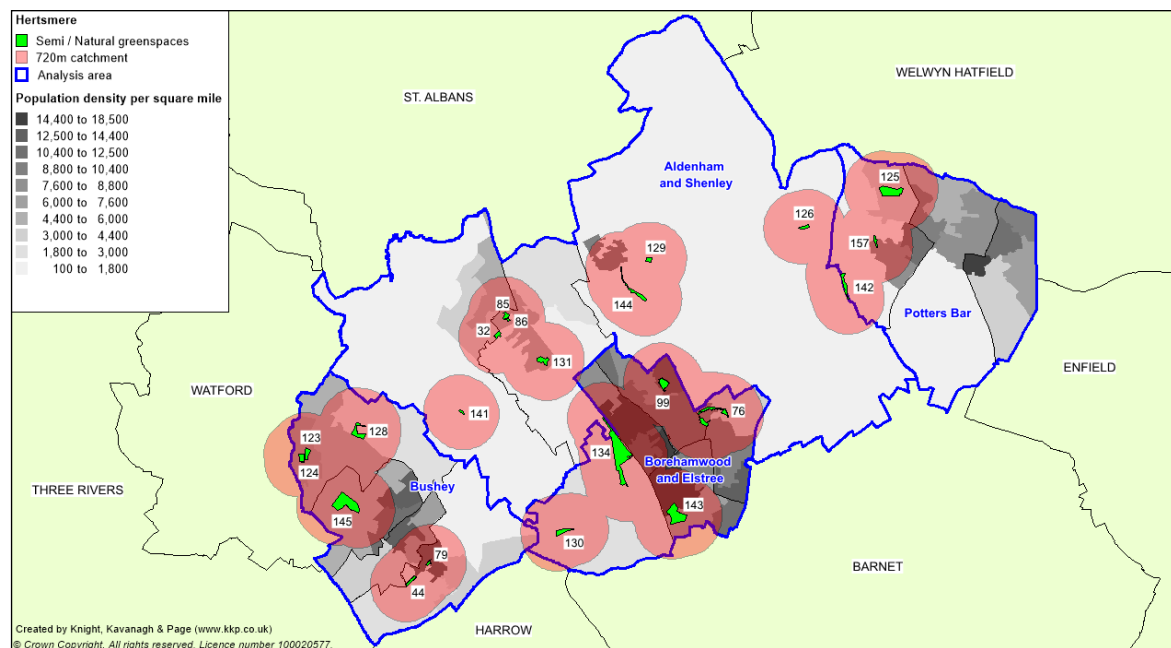 Hertsmere
Semi / Natural greenspaces
720m catchment
Analysis area
Population density per square mile
14,400 to 18,500
12,500 to 14,400
10,400 to 12,500
8,800 to 10,400
7,600 to 8,800
6,000 to 7,600
4,400 to 6,000
3,000 to 4,400
1,800 to 3,000
100 to 1,800
WELWYN HATFIELD
ST. ALBANS
Aldenham
and Shenley
125
126
157
129
142
144
85
86
32
Potters Bar
131
ENFIELD
WATFORD
99
141
76
128
123
134
124
Borehamwood
and Elstree
THREE RIVERS
Bushey
143
145
130
79
BARNET
44
HARROW
Created by Knight, Kavanagh & Page (www.kkp.co.uk)
© Crown Copyright. All rights reserved. Licence number 100020577.